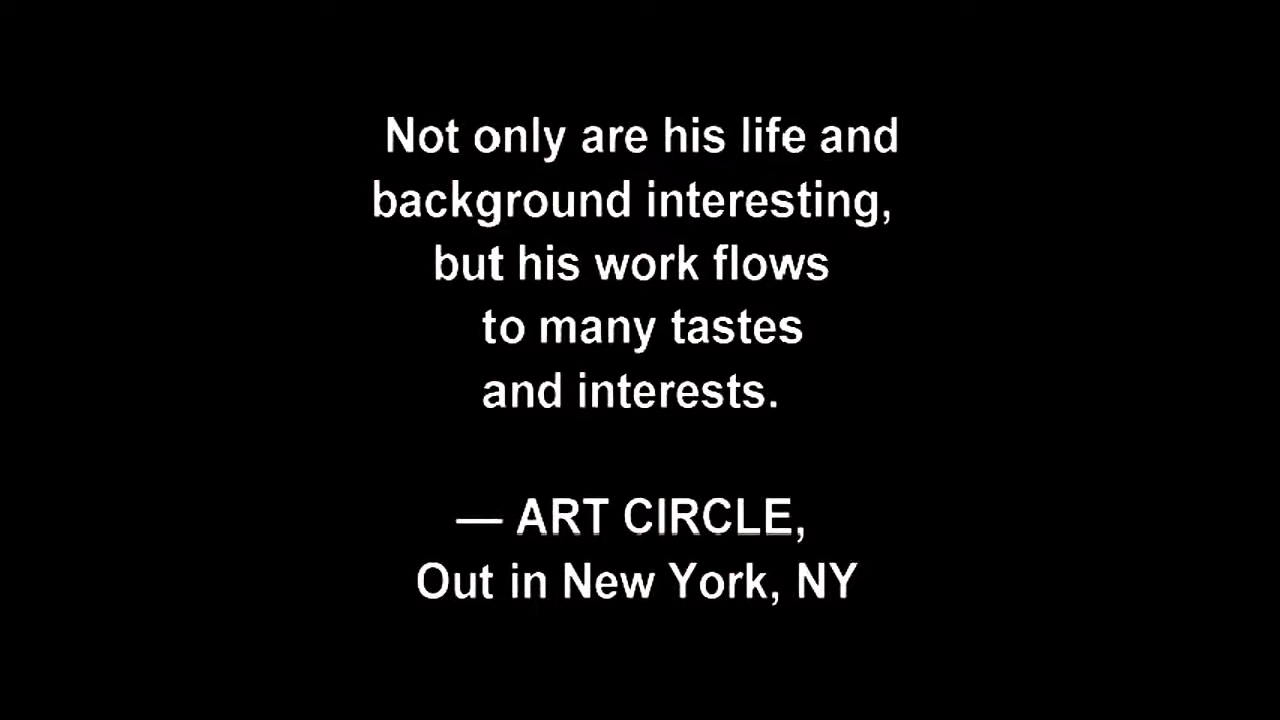 Not only are his life and
background interesting,
but his work flows
to many tastes
and interests.
— ART CIRCLE,
Out in New York, NY